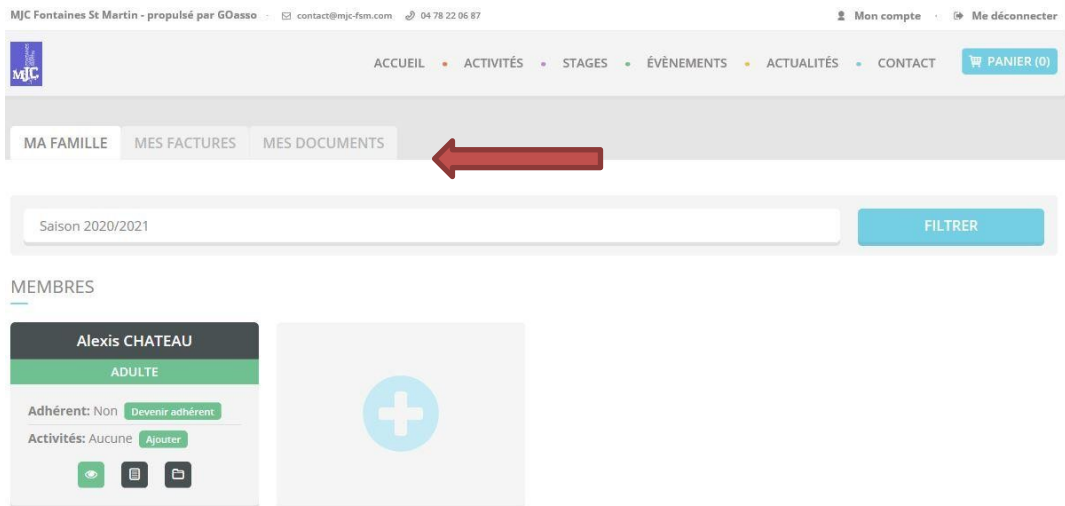 MJC Fontaines St Martin - propulsé par GOasso · contact@mjc-fsm.com 04 78 22 06 87 Mon compte · Me déconnecter
MJC ACCUEIL • ACTIVITÉS • STAGES • ÉVÈNEMENTS • ACTUALITÉS • CONTACT PANIER (0)
MA FAMILLE MES FACTURES MES DOCUMENTS
Saison 2020/2021 FILTRER
MEMBRES
Alexis CHATEAU
ADULTE
Adhérent: Non Devenir adhérent
Activités: Aucune Ajouter